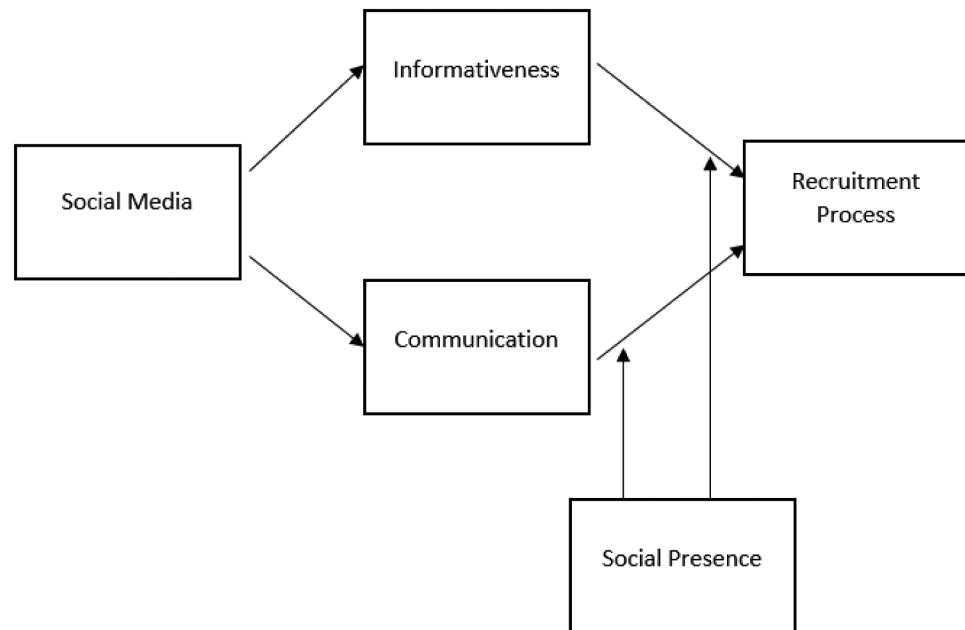 Informativeness
Social Media
Recruitment
Process
Communication
Social Presence